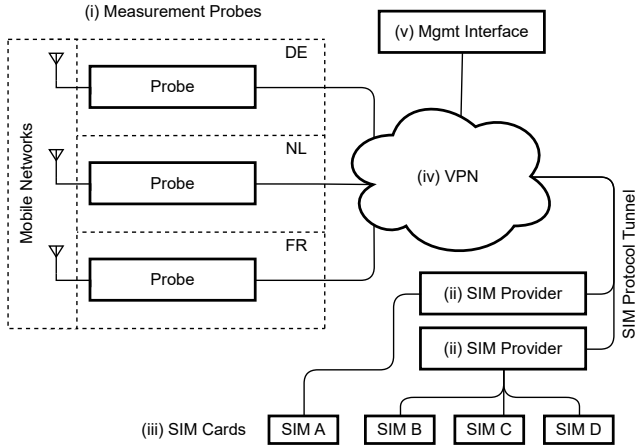 (i) Measurement Probes
(v) Mgmt Interface
DE
Probe
Mobile Networks
NL
Probe
(iv) VPN
FR
Probe
SIM Protocol Tunnel
(ii) SIM Provider
(ii) SIM Provider
(iii) SIM Cards
SIM A
SIM B
SIM C
SIM D